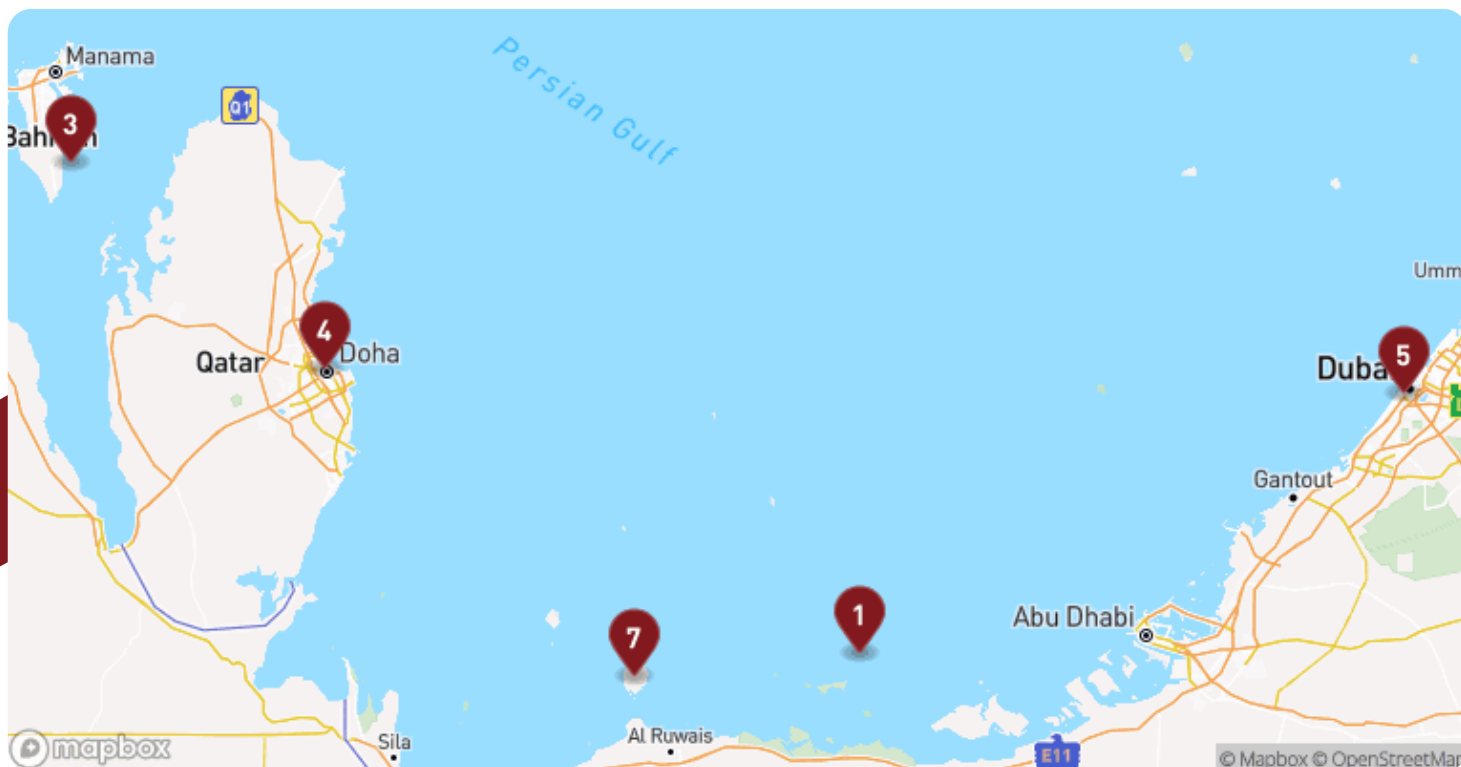 Manama
Q1
3
Bahrain
Persian Gulf
Umm
4
Doha
Qatar
5
Dubai
Gantout
1
Abu Dhabi
7
Al Ruwais
Sila
E11
mapbox
© Mapbox © OpenStreetMap